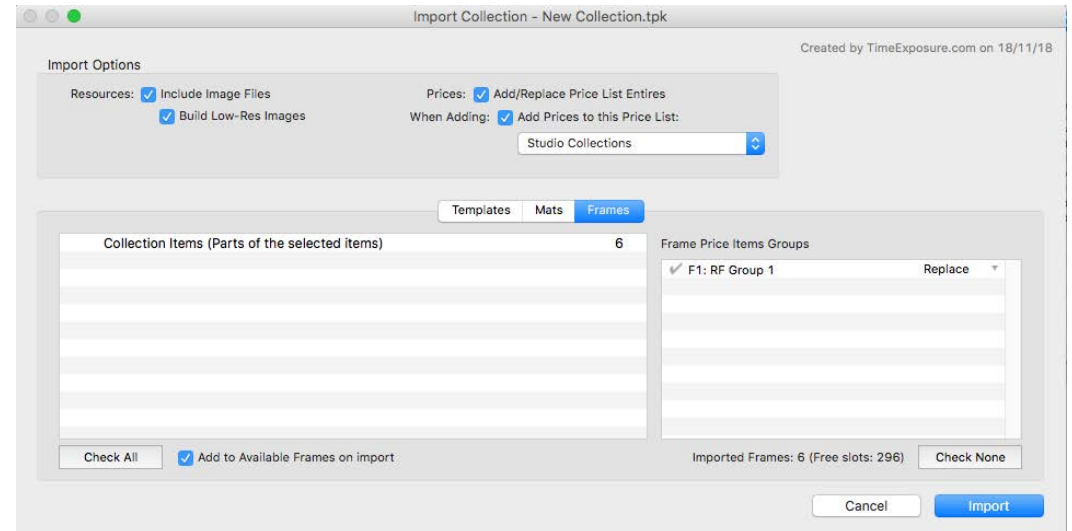 Import Collection - New Collection.tpk
Created by TimeExposure.com on 18/11/18
Import Options
Resources: Include Image Files
Build Low-Res Images
Prices: Add/Replace Price List Entires
When Adding: Add Prices to this Price List:
Studio Collections
Templates Mats Frames
Collection Items (Parts of the selected items) 6
Frame Price Items Groups
F1: RF Group 1 Replace
Check All Add to Available Frames on import
Imported Frames: 6 (Free slots: 296) Check None
Cancel Import